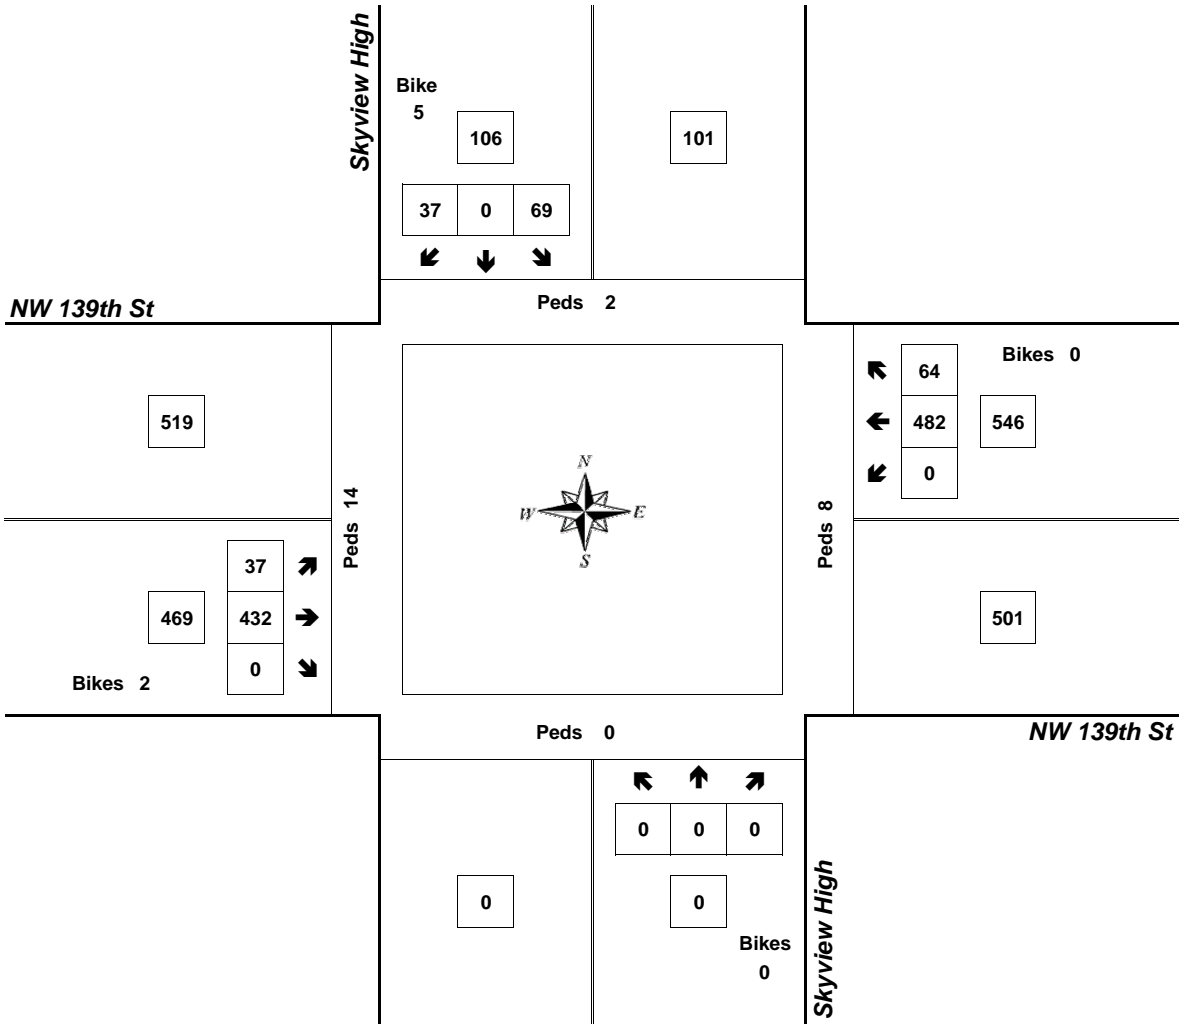 Skyview High
Bike
5
106
101
37 0 69
Peds 2
NW 139th St
Bikes 0
64
519
482 546
0
N
W E
S
Peds 14
Peds 8
37
469 432
0
501
Bikes 2
Peds 0
NW 139th St
0 0 0
0
0
Bikes
0
Skyview High